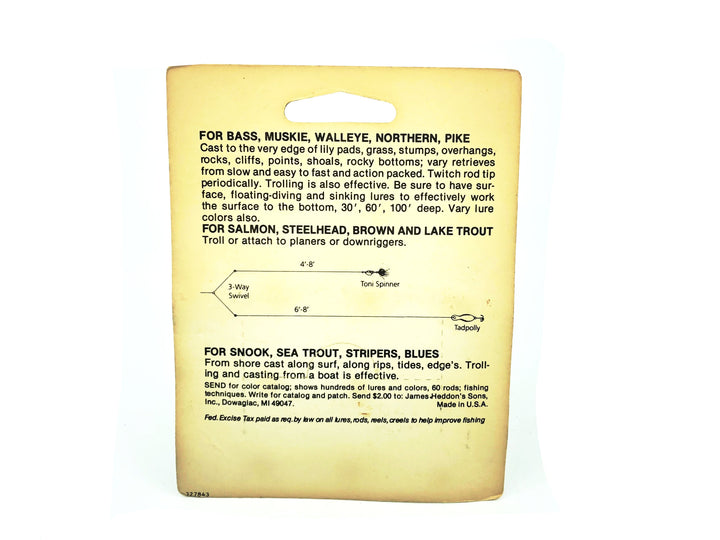 FOR BASS, MUSKIE, WALLEYE, NORTHERN, PIKE
Cast to the very edge of lily pads, grass, stumps, overhangs,
rocks, cliffs, points, shoals, rocky bottoms; vary retrieves
from slow and easy to fast and action packed. Twitch rod tip
periodically. Trolling is also effective. Be sure to have sur-
face, floating-diving and sinking lures to effectively work
the surface to the bottom, 30', 60', 100' deep. Vary lure
colors also.
FOR SALMON, STEELHEAD, BROWN AND LAKE TROUT
Troll or attach to planers or downriggers.
4'-8'
Toni Spinner
3-Way
Swivel
6'-8'
Tadpolly
FOR SNOOK, SEA TROUT, STRIPERS, BLUES
From shore cast along surf, along rips, tides, edge's. Troll-
ing and casting from a boat is effective.
SEND for color catalog; shows hundreds of lures and colors, 60 rods; fishing
techniques. Write for catalog and patch. Send $2.00 to: James Heddon's Sons,
Inc., Dowagiac, MI 49047. Made in U.S.A.
Fed. Excise Tax paid as req. by law on all lures, rods, reels, creels to help improve fishing
327843